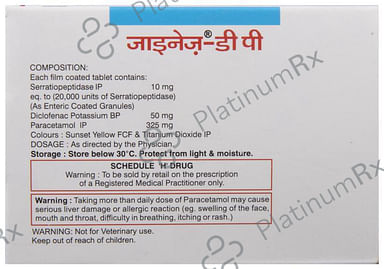 जाइनेज़®-डी पी
COMPOSITION:
Each film coated tablet contains:
Serratiopeptidase IP 10 mg
eq. to (20,000 units of Serratiopeptidase)
(As Enteric Coated Granules)
Diclofenac Potassium BP 50 mg
Paracetamol IP 325 mg
Colours : Sunset Yellow FCF & Titanium Dioxide IP
DOSAGE : As directed by the Physician.
Storage : Store below 30°C. Protect from light & moisture.
SCHEDULE 'H' DRUG
Warning : To be sold by retail on the prescription
of a Registered Medical Practitioner only.
Warning : Taking more than daily dose of Paracetamol may cause
serious liver damage or allergic reaction (eg. swelling of the face,
mouth and throat, difficulty in breathing, itching or rash.)
WARNING: Not for Veterinary use.
Keep out of reach of children.
PlatinumRx
PlatinumRx
PlatinumRx